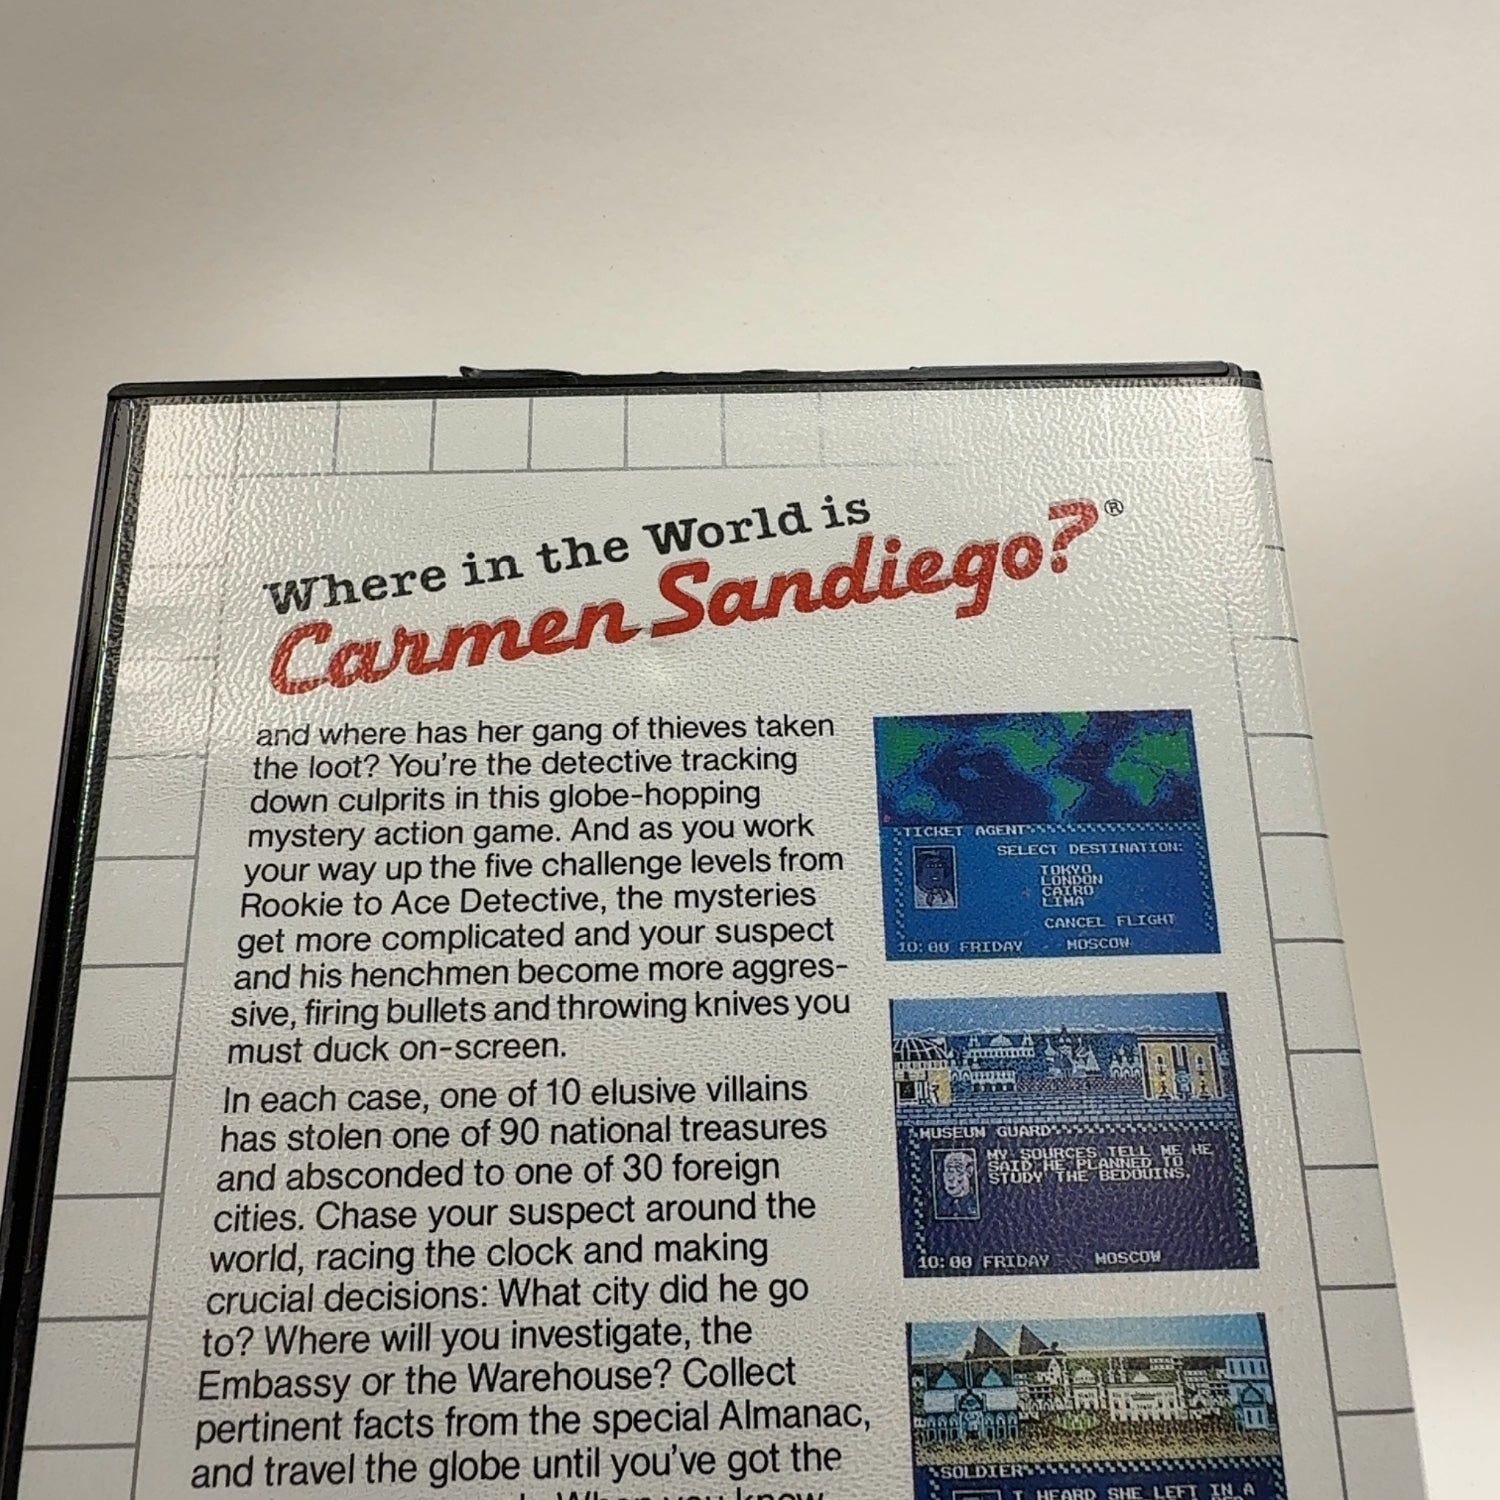 Where in the World is
Carmen Sandiego?®
and where has her gang of thieves taken
the loot? You're the detective tracking
down culprits in this globe-hopping
mystery action game. And as you work
your way up the five challenge levels from
Rookie to Ace Detective, the mysteries
get more complicated and your suspect
and his henchmen become more aggres-
sive, firing bullets and throwing knives you
must duck on-screen.
In each case, one of 10 elusive villains
has stolen one of 90 national treasures
and absconded to one of 30 foreign
cities. Chase your suspect around the
world, racing the clock and making
crucial decisions: What city did he go
to? Where will you investigate, the
Embassy or the Warehouse? Collect
pertinent facts from the special Almanac,
and travel the globe until you've got the
When you know
TICKET AGENT
SELECT DESTINATION:
TOKYO
LONDON
CAIRO
LIMA
CANCEL FLIGHT
10:00 FRIDAY MOSCOW
MUSEUM GUARD
MY SOURCES TELL ME HE
SAID HE PLANNED TO
STUDY THE BEDOUINS.
10:00 FRIDAY MOSCOW
SOLDIER
I HEARD SHE LEFT IN A